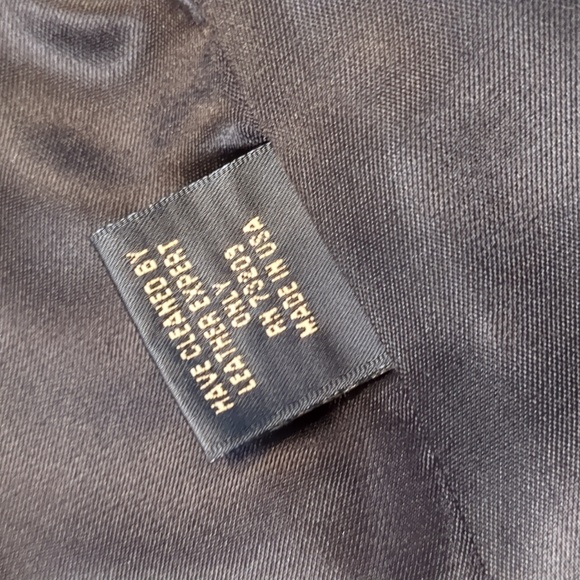 HAVE CLEANED BY
LEATHER EXPERT
ONLY
RN 73209
MADE IN USA